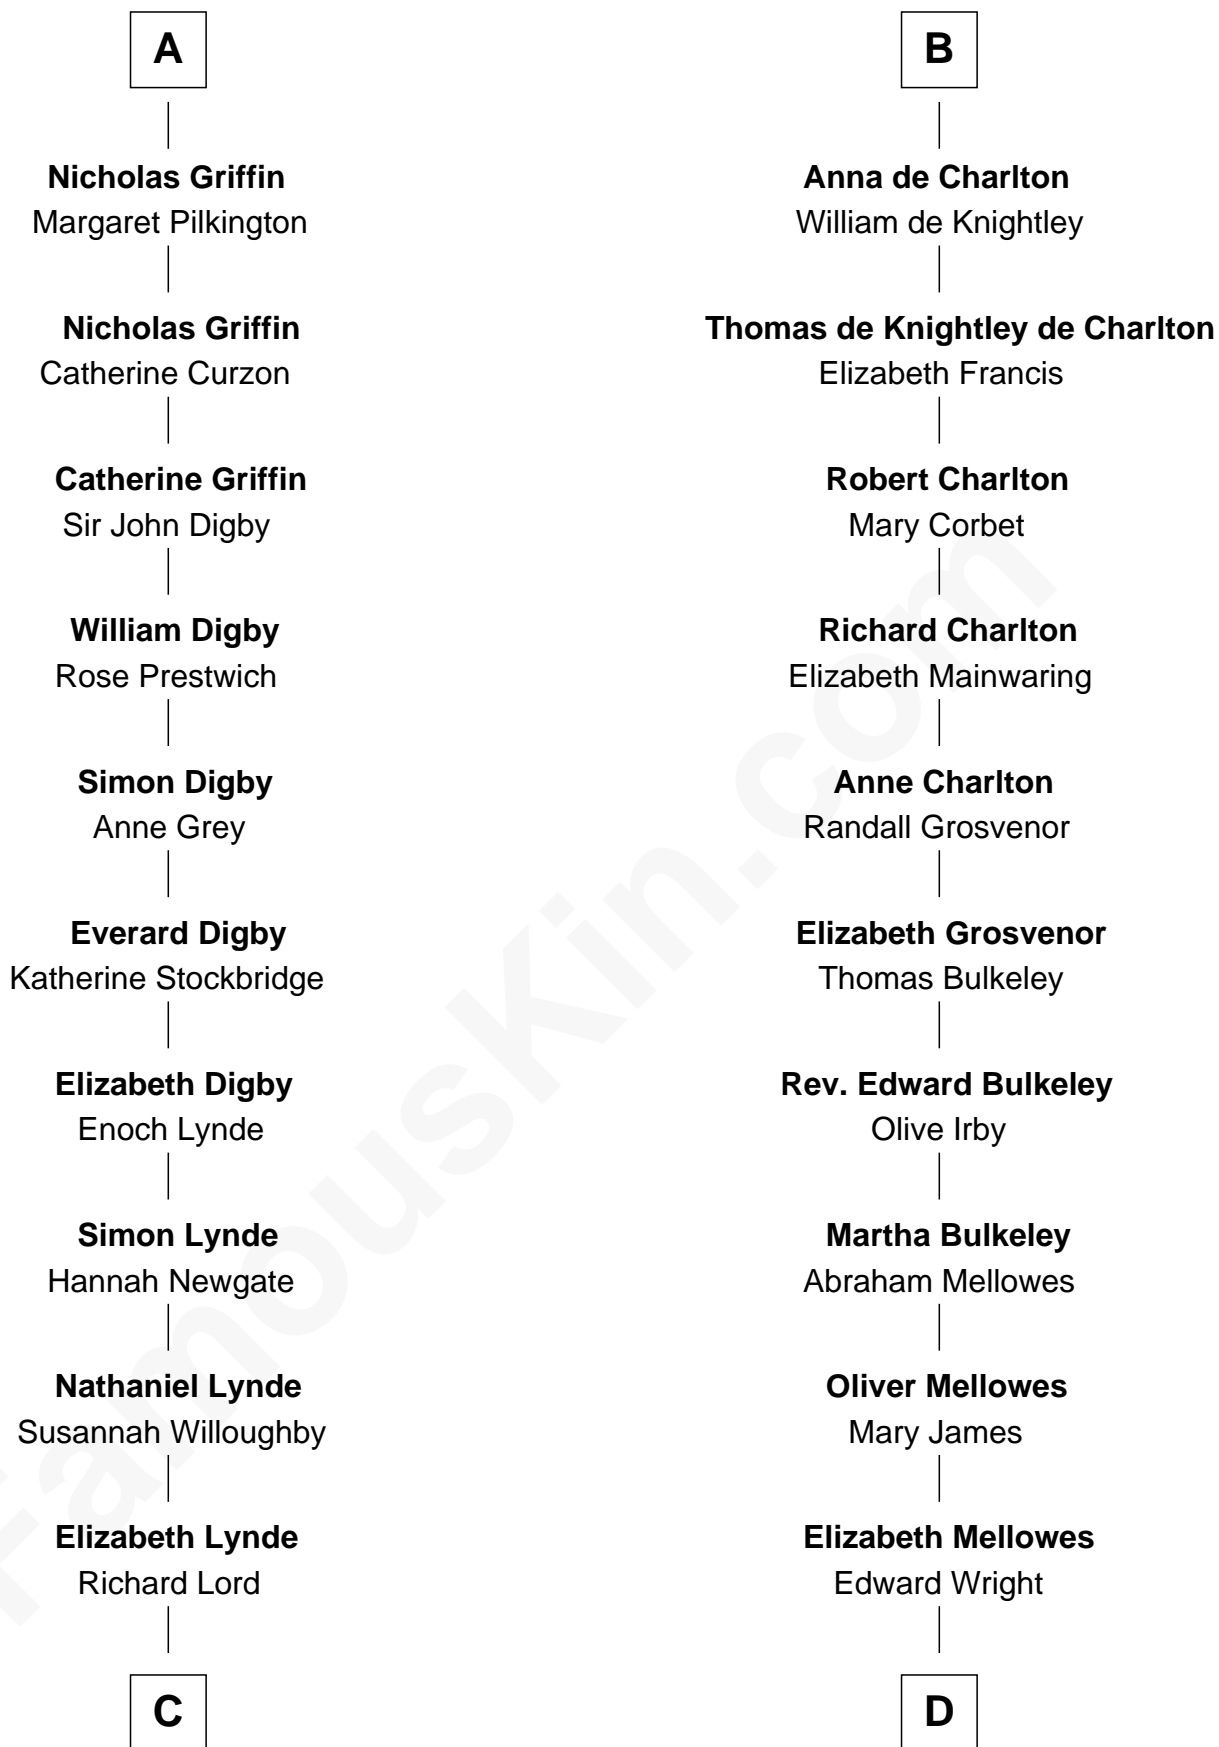 A
Nicholas Griffin
Margaret Pilkington
Nicholas Griffin
Catherine Curzon
Catherine Griffin
Sir John Digby
William Digby
Rose Prestwich
Simon Digby
Anne Grey
Everard Digby
Katherine Stockbridge
Elizabeth Digby
Enoch Lynde
Simon Lynde
Hannah Newgate
Nathaniel Lynde
Susannah Willoughby
Elizabeth Lynde
Richard Lord
C
B
Anna de Charlton
William de Knightley
Thomas de Knightley de Charlton
Elizabeth Francis
Robert Charlton
Mary Corbet
Richard Charlton
Elizabeth Mainwaring
Anne Charlton
Randall Grosvenor
Elizabeth Grosvenor
Thomas Bulkeley
Rev. Edward Bulkeley
Olive Irby
Martha Bulkeley
Abraham Mellowes
Oliver Mellowes
Mary James
Elizabeth Mellowes
Edward Wright
D
FamousKin.com